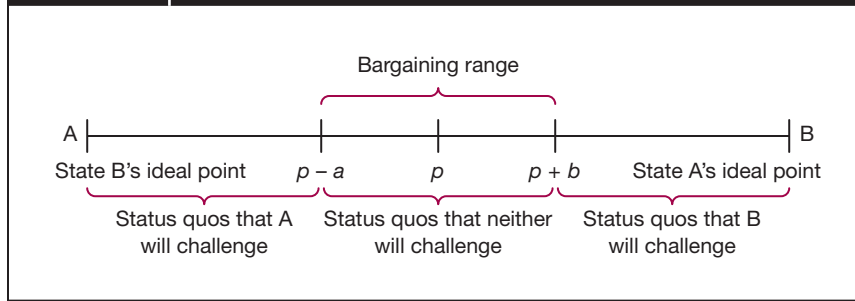 Bargaining range
A B
State B's ideal point p – a p p + b State A's ideal point
Status quos that A Status quos that neither Status quos that B
will challenge will challenge will challenge